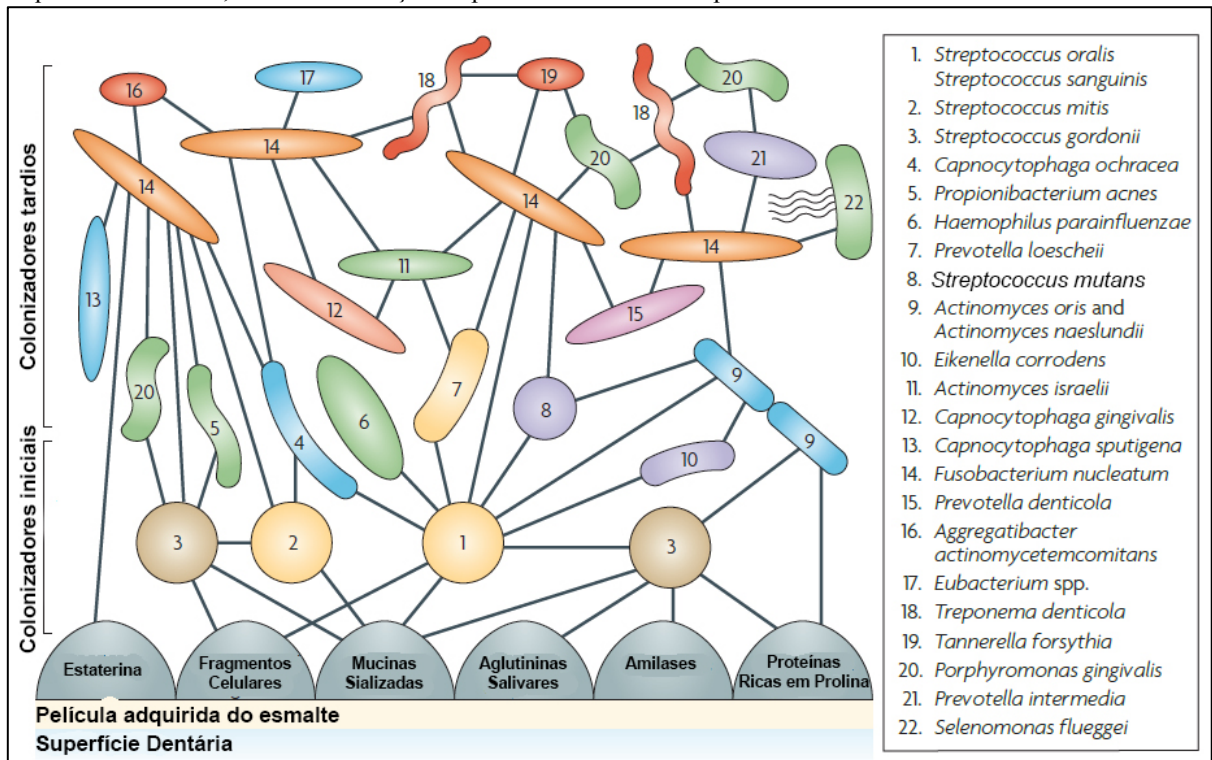 Colonizadores tardios
Colonizadores iniciais
16
17
18
19
18
20
14
14
20
21
14
22
13
11
14
12
15
20
5
4
6
7
8
9
9
10
3
2
1
3
Estaterina
Fragmentos
Celulares
Mucinas
Sializadas
Aglutininas
Salivares
Amilases
Proteínas
Ricas em Prolina
Película adquirida do esmalte
Superfície Dentária
1. Streptococcus oralis
Streptococcus sanguinis
2. Streptococcus mitis
3. Streptococcus gordonii
4. Capnocytophaga ochracea
5. Propionibacterium acnes
6. Haemophilus parainfluenzae
7. Prevotella loescheii
8. Streptococcus mutans
9. Actinomyces oris and
Actinomyces naeslundii
10. Eikenella corrodens
11. Actinomyces israelii
12. Capnocytophaga gingivalis
13. Capnocytophaga sputigena
14. Fusobacterium nucleatum
15. Prevotella denticola
16. Aggregatibacter
actinomycetemcomitans
17. Eubacterium spp.
18. Treponema denticola
19. Tannerella forsythia
20. Porphyromonas gingivalis
21. Prevotella intermedia
22. Selenomonas flueggei